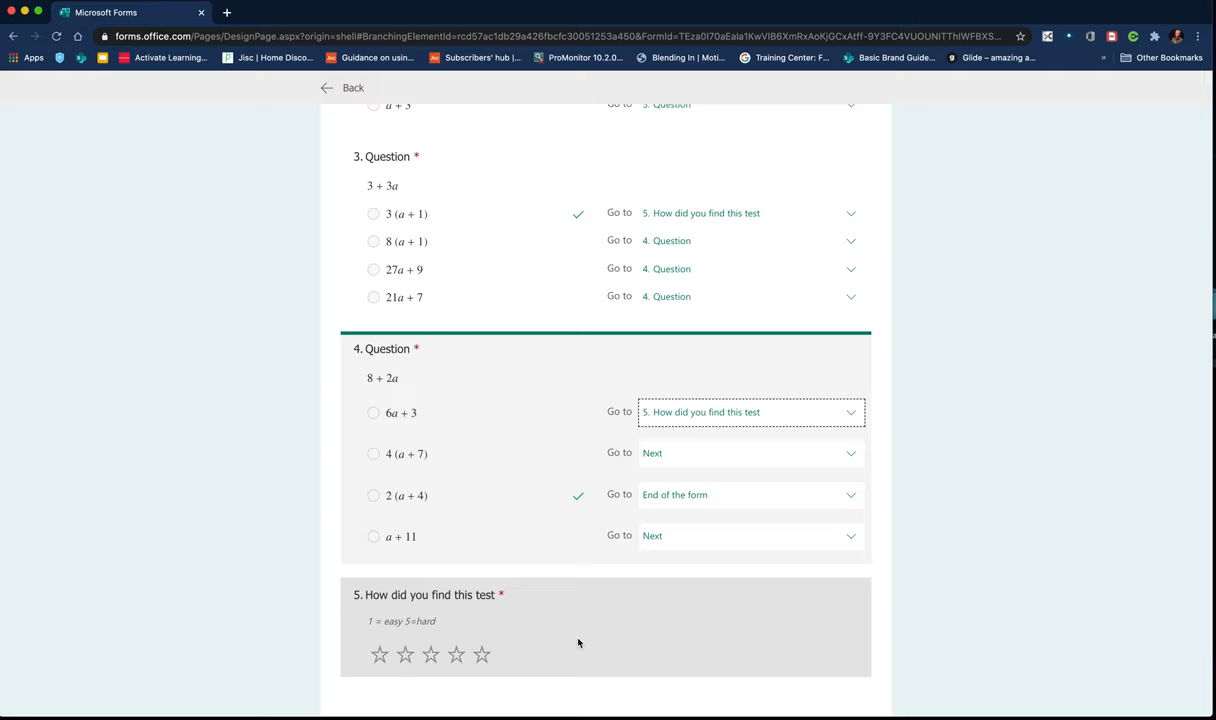 Microsoft Forms
forms.office.com/Pages/DesignPage.aspx?origin=shell#BranchingElementId=rcd57ac1db29a426fbcfc30051253a450&FormId=TEza0I70aEala1KwVlB6XmRxAoKjGCxAtff-9Y3FC4VUOUNITThIWFBXS...
Apps Activate Learning... Jisc | Home Disco... Guidance on usin... Subscribers' hub |... ProMonitor 10.2.0... Blending In | Moti... Training Center: F... Basic Brand Guide... Glide – amazing a... » Other Bookmarks
Back
a + 3 Go to 3. Question
3. Question *
3 + 3a
3 (a + 1) Go to 5. How did you find this test
8 (a + 1) Go to 4. Question
27a + 9 Go to 4. Question
21a + 7 Go to 4. Question
4. Question *
8 + 2a
6a + 3 Go to 5. How did you find this test
4 (a + 7) Go to Next
2 (a + 4) Go to End of the form
a + 11 Go to Next
5. How did you find this test *
1 = easy 5=hard